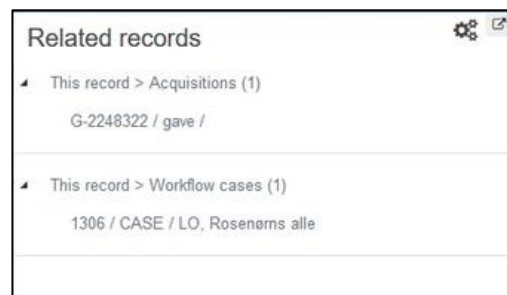 Related records
This record > Acquisitions (1)
G-2248322 / gave /
This record > Workflow cases (1)
1306 / CASE / LO, Rosenørns alle